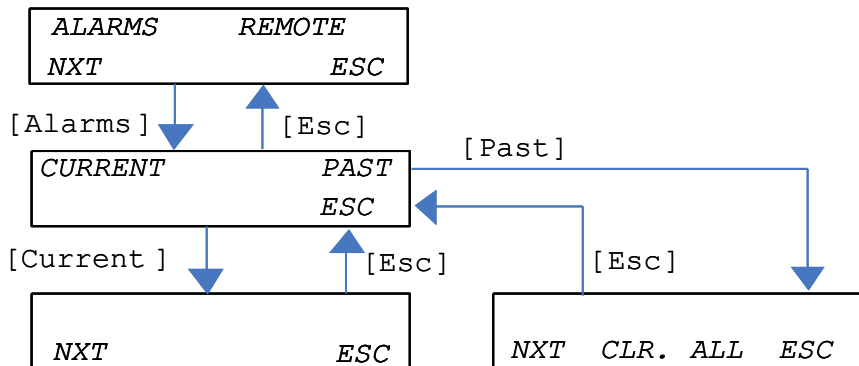 ALARMS REMOTE
NXT ESC
[Alarms ] [Esc]
[Past]
CURRENT PAST
ESC
[Current ] [Esc] [Esc]
NXT ESC NXT CLR. ALL ESC